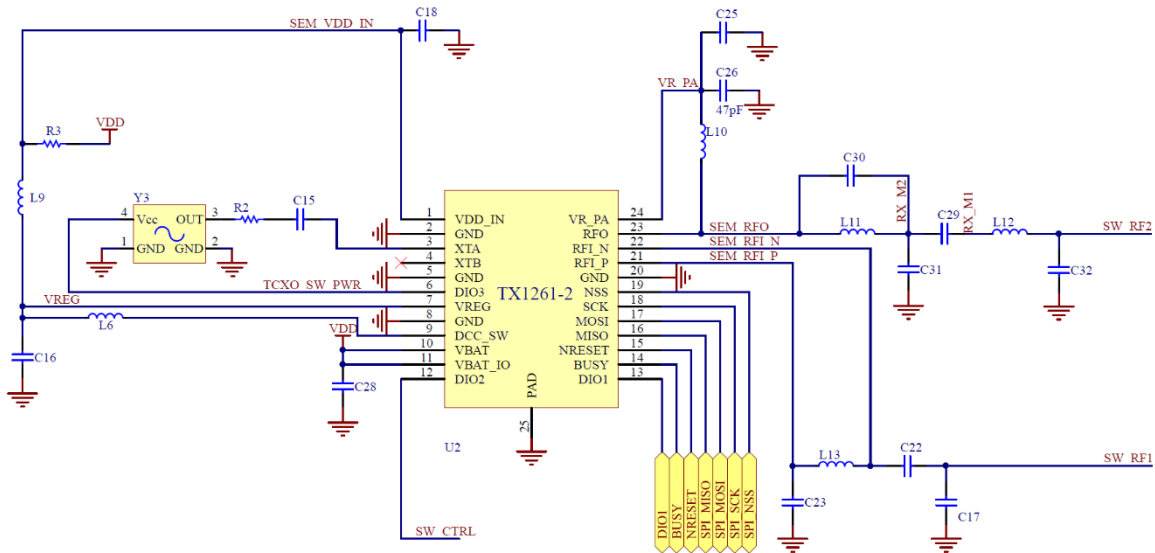 SEM_VDD_IN
C18
C25
C26
47pF
VR_PA
L10
R3
VDD
L9
Y3
4
Vcc
OUT
3
1
GND
GND
2
R2
C15
TCXO_SW_PWR
VREG
L6
C16
VDD
C28
SW_CTRL
1
VDD_IN
2
GND
3
XTA
4
XTB
5
GND
6
DIO3
7
VREG
8
GND
9
DCC_SW
10
VBAT
11
VBAT_IO
12
DIO2
TX1261-2
VR_PA
24
RFO
23
RFI_N
22
RFI_P
21
GND
20
NSS
19
SCK
18
MOSI
17
MISO
16
NRESET
15
BUSY
14
DIO1
13
PAD
25
U2
SEM_RFO
SEM_RFI_N
SEM_RFI_P
C30
L11
RX_M2
C29
RX_M1
L12
SW_RF2
C31
C32
L13
C22
SW_RF1
C23
C17
DIO1
BUSY
NRESET
SPI_MISO
SPI_MOSI
SPI_SCK
SPI_NSS